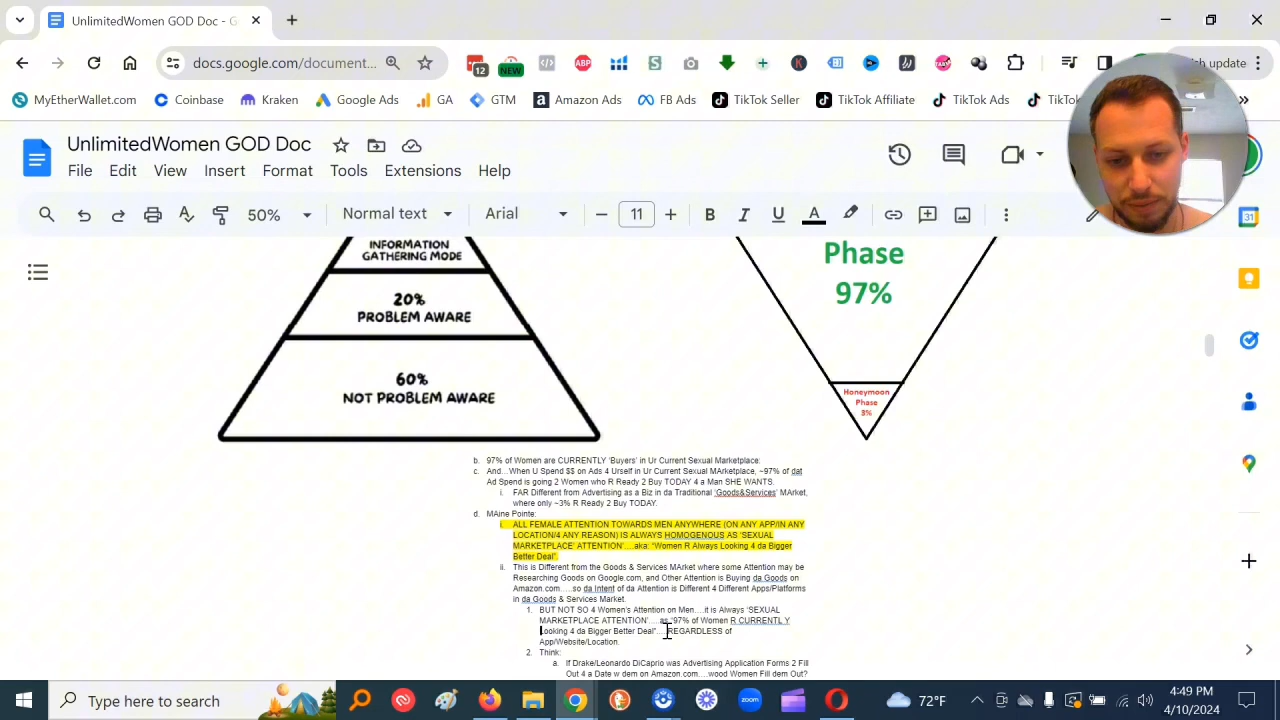 UnlimitedWomen GOD Doc - G
docs.google.com/document...
12
NEW
ABP
ch update
MyEtherWallet.com
Coinbase
Kraken
Google Ads
GA
GTM
Amazon Ads
FB Ads
TikTok Seller
TikTok Affiliate
TikTok Ads
TikTok
UnlimitedWomen GOD Doc
File Edit View Insert Format Tools Extensions Help
50% Normal text Arial 11
INFORMATION
GATHERING MODE
20%
PROBLEM AWARE
60%
NOT PROBLEM AWARE
Phase
97%
Honeymoon
Phase
3%
b. 97% of Women are CURRENTLY 'Buyers' in Ur Current Sexual Marketplace:
c. And…When U Spend $$ on Ads 4 Urself in Ur Current Sexual MArketplace, ~97% of dat
Ad Spend is going 2 Women who R Ready 2 Buy TODAY 4 a Man SHE WANTS.
i. FAR Different from Advertising as a Biz in da Traditional 'Goods&Services' MArket,
where only ~3% R Ready 2 Buy TODAY.
d. MAine Pointe:
i. ALL FEMALE ATTENTION TOWARDS MEN ANYWHERE (ON ANY APP/IN ANY
LOCATION/4 ANY REASON) IS ALWAYS HOMOGENOUS AS 'SEXUAL
MARKETPLACE' ATTENTION'....aka: "Women R Always Looking 4 da Bigger
Better Deal".
ii. This is Different from the Goods & Services MArket where some Attention may be
Researching Goods on Google.com, and Other Attention is Buying da Goods on
Amazon.com…..so da Intent of da Attention is Different 4 Different Apps/Platforms
in da Goods & Services Market.
1. BUT NOT SO 4 Women's Attention on Men....it is Always 'SEXUAL
MARKETPLACE ATTENTION'....as "97% of Women R CURRENTL Y
Looking 4 da Bigger Better Deal"....REGARDLESS of
App/Website/Location.
2. Think:
a. If Drake/Leonardo DiCaprio was Advertising Application Forms 2 Fill
Out 4 a Date w dem on Amazon.com….wood Women Fill dem Out?
31
Type here to search
zoom
72°F
4:49 PM
4/10/2024